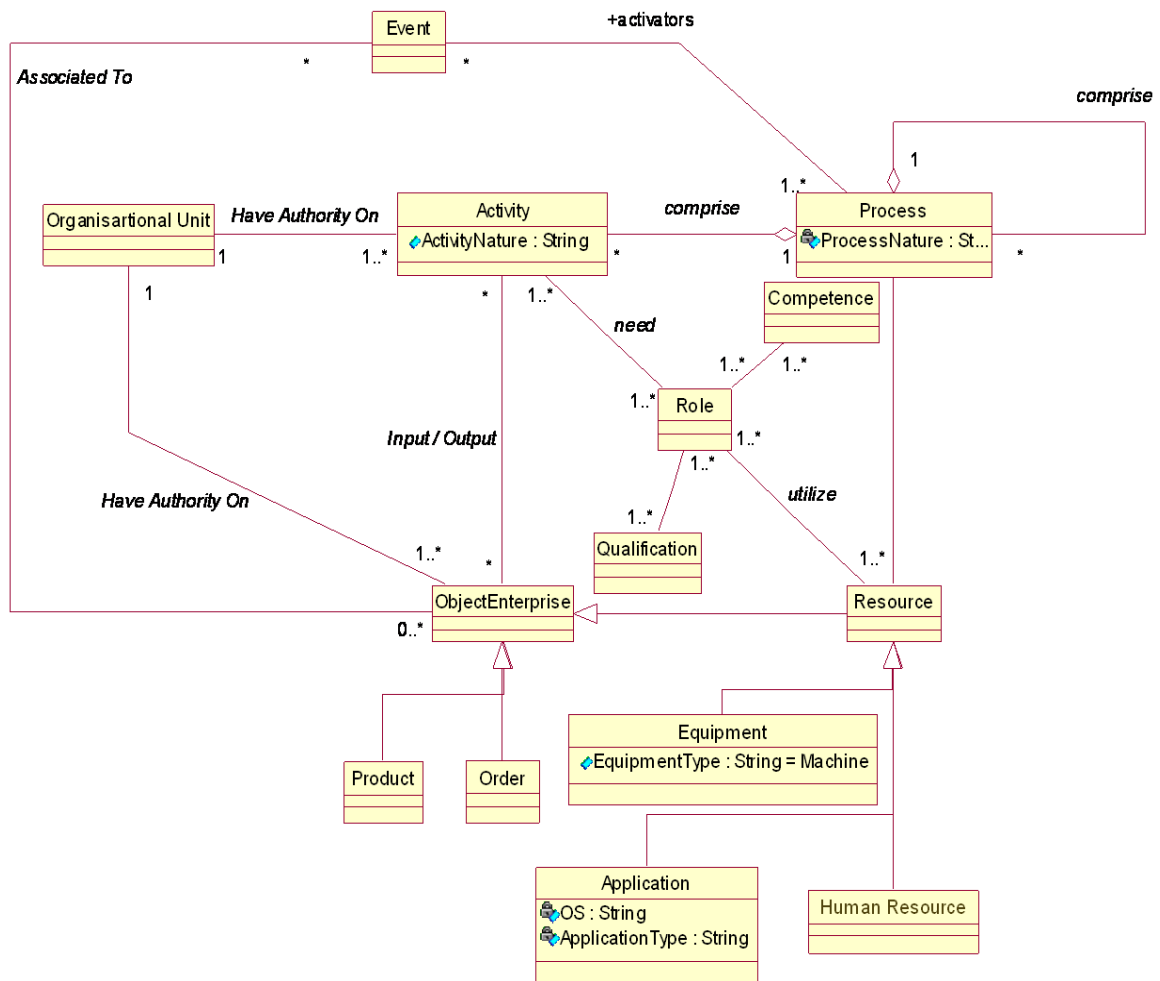 Event
+activators
*
*
Associated To
comprise
1
1..*
Organisartional Unit
Have Authority On
Activity
comprise
Process
ActivityNature : String
ProcessNature : St...
1
1..*
*
1
*
1
*
1..*
Competence
need
1..*
1..*
1..*
Role
1..*
Input / Output
1..*
utilize
Have Authority On
1..*
Qualification
1..*
*
1..*
ObjectEnterprise
Resource
0..*
Equipment
EquipmentType : String = Machine
Product
Order
Application
OS : String
ApplicationType : String
Human Resource